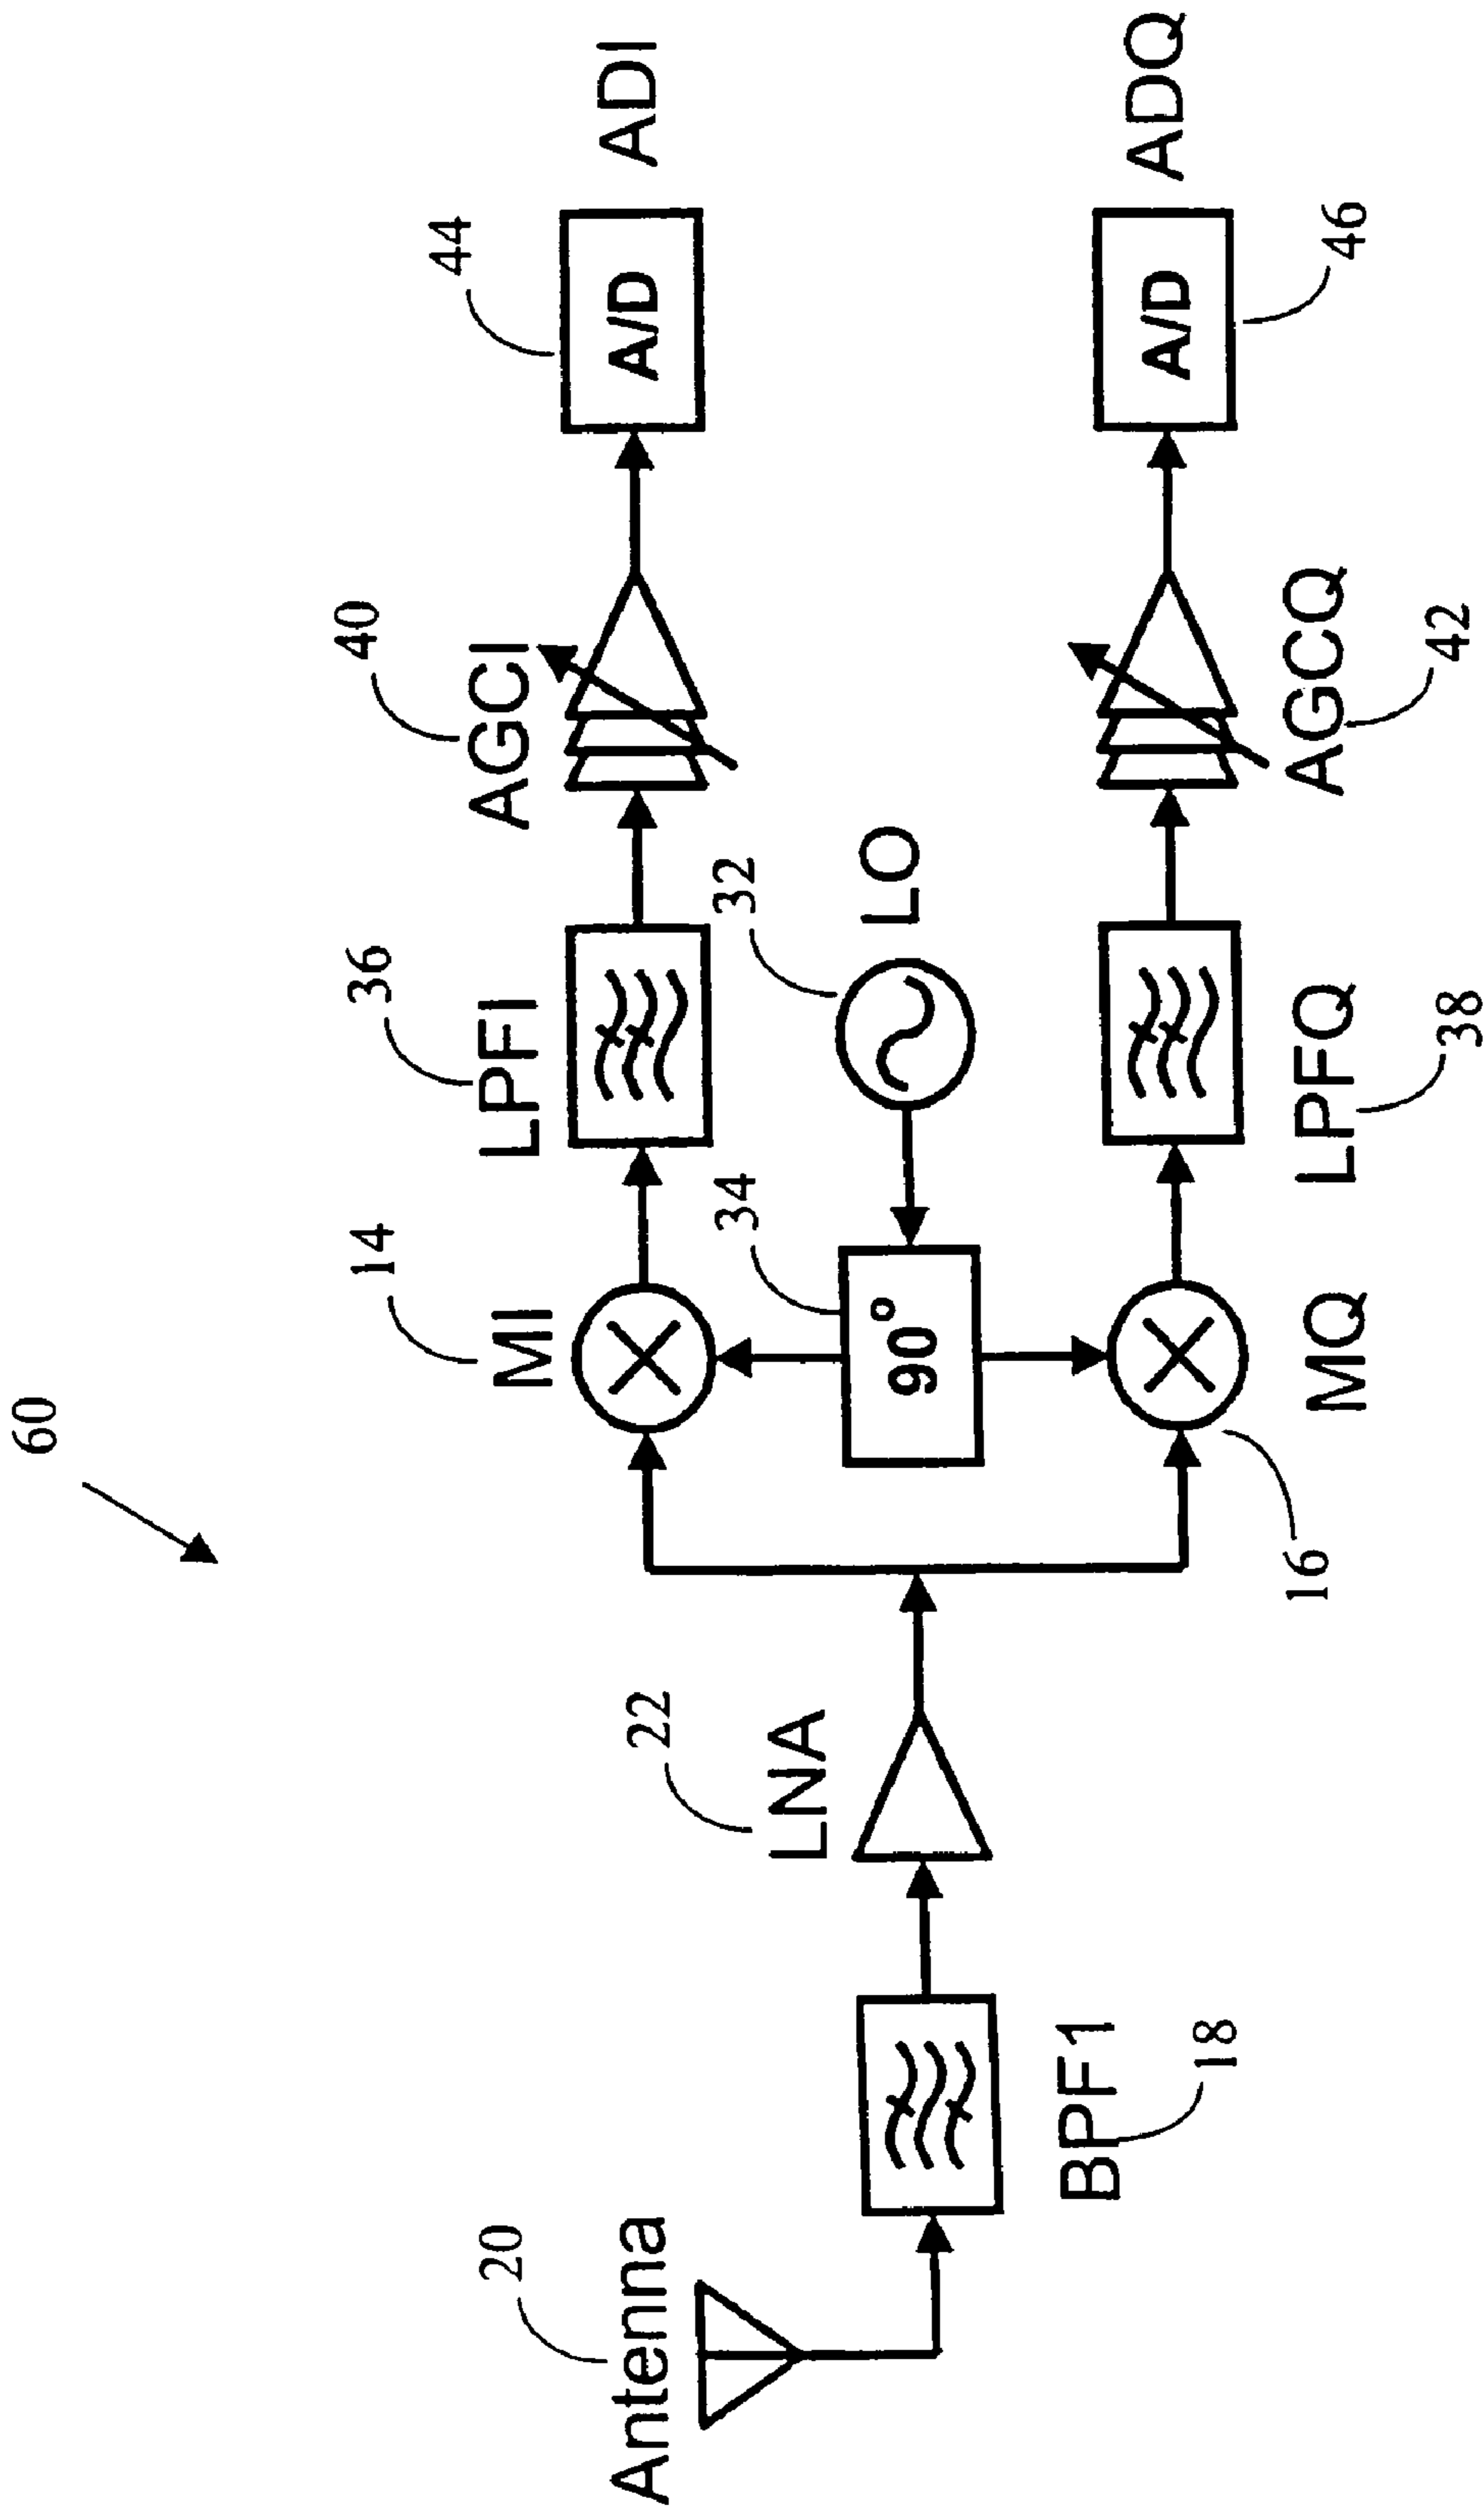 60
20
Antenna
BPF1
18
22
LNA
14
MI
34
90°
MQ
16
36
LPFI
32
LO
LPFQ
38
40
AGCI
AGCQ
42
44
A/D
ADI
A/D
ADQ
46